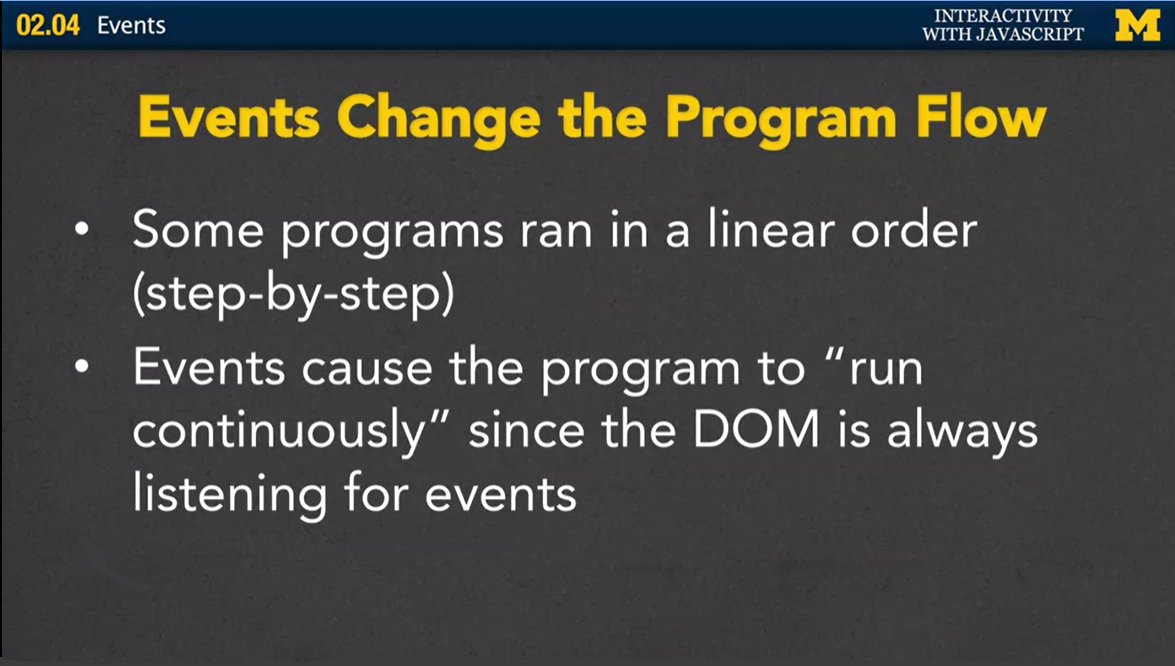 02.04 Events
INTERACTIVITY
WITH JAVASCRIPT
M
Events Change the Program Flow
• Some programs ran in a linear order
(step-by-step)
• Events cause the program to “run
continuously” since the DOM is always
listening for events